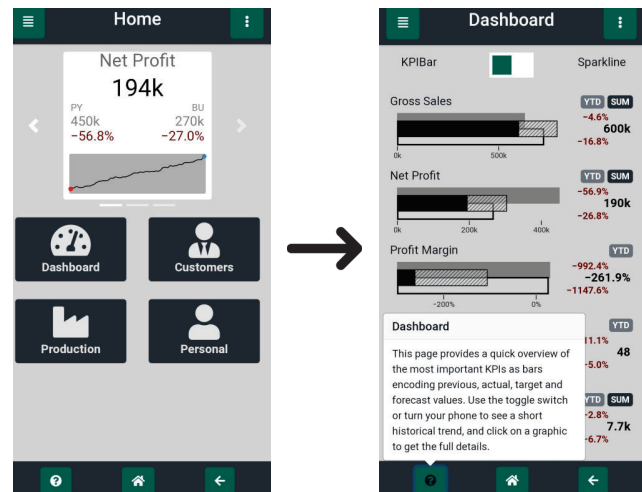 Home
Net Profit
194k
PY BU
450k 270k
−56.8% −27.0%
Dashboard Customers
Production Personal
Dashboard
KPIBar Sparkline
Gross Sales YTD SUM
−4.6%
600k
−16.8%
0k 500k
Net Profit YTD SUM
−56.9%
190k
−26.8%
0k 200k 400k
Profit Margin YTD
−992.4%
−261.9%
−1147.6%
−200% 0%
Dashboard
This page provides a quick overview of
the most important KPIs as bars
encoding previous, actual, target and
forecast values. Use the toggle switch
or turn your phone to see a short
historical trend, and click on a graphic
to get the full details.
YTD
11.1%
48
−5.0%
YTD SUM
−2.8%
7.7k
−6.7%